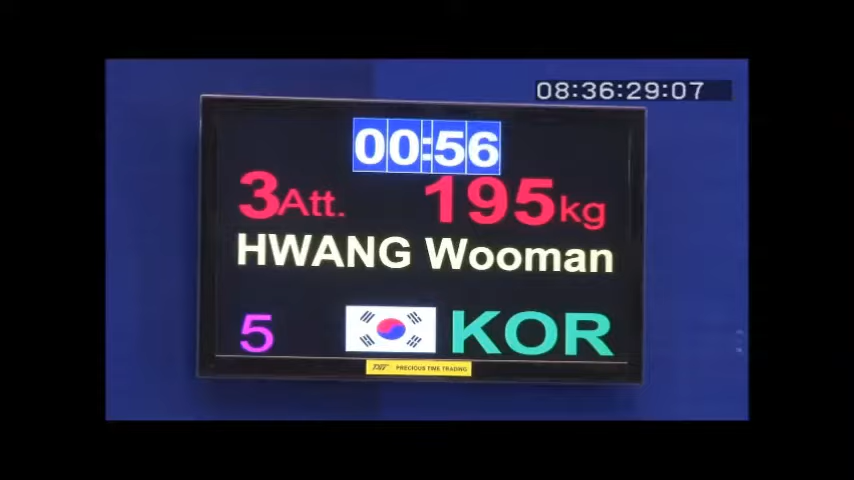 08:36:29:07
00:56
3Att. 195kg
HWANG Wooman
5 KOR
PRECIOUS TIME TRADING